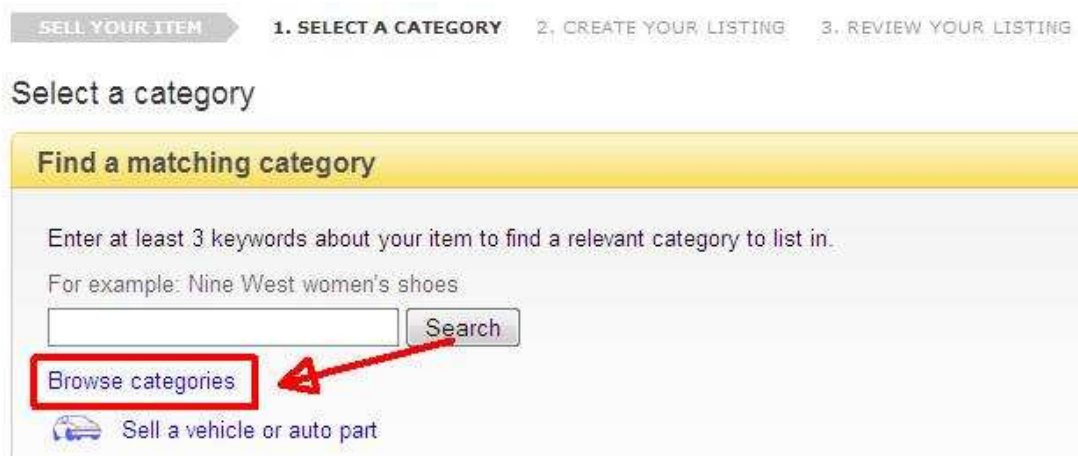 SELL YOUR ITEM 1. SELECT A CATEGORY 2. CREATE YOUR LISTING 3. REVIEW YOUR LISTING
Select a category
Find a matching category
Enter at least 3 keywords about your item to find a relevant category to list in.
For example: Nine West women's shoes
Search
Browse categories
Sell a vehicle or auto part